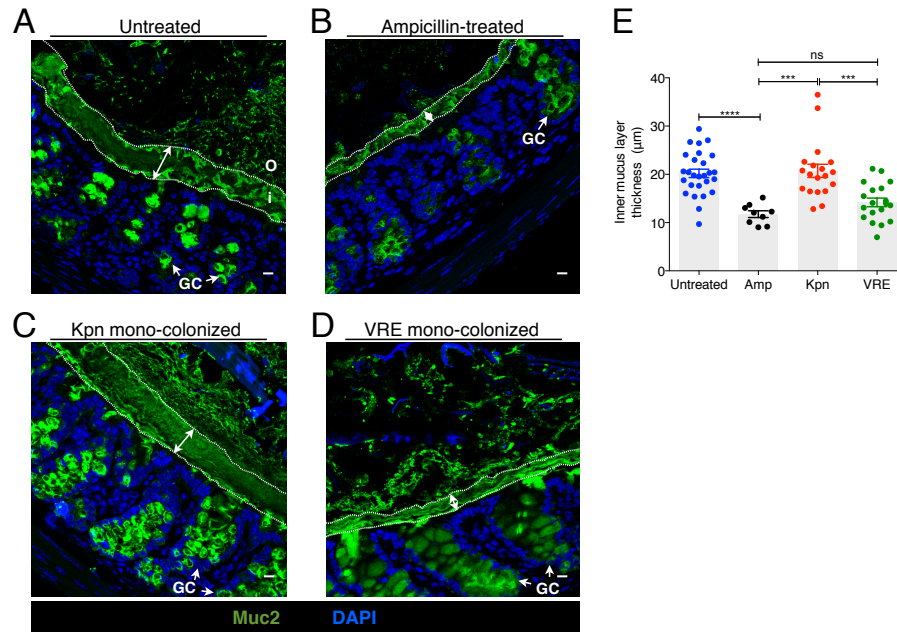 A
Untreated
O
i
GC
B
Ampicillin-treated
GC
C
Kpn mono-colonized
GC
D
VRE mono-colonized
GC
Muc2 DAPI
E
ns
*** ***
****
Inner mucus layer
thickness (μm)
40
30
20
10
0
Untreated Amp Kpn VRE